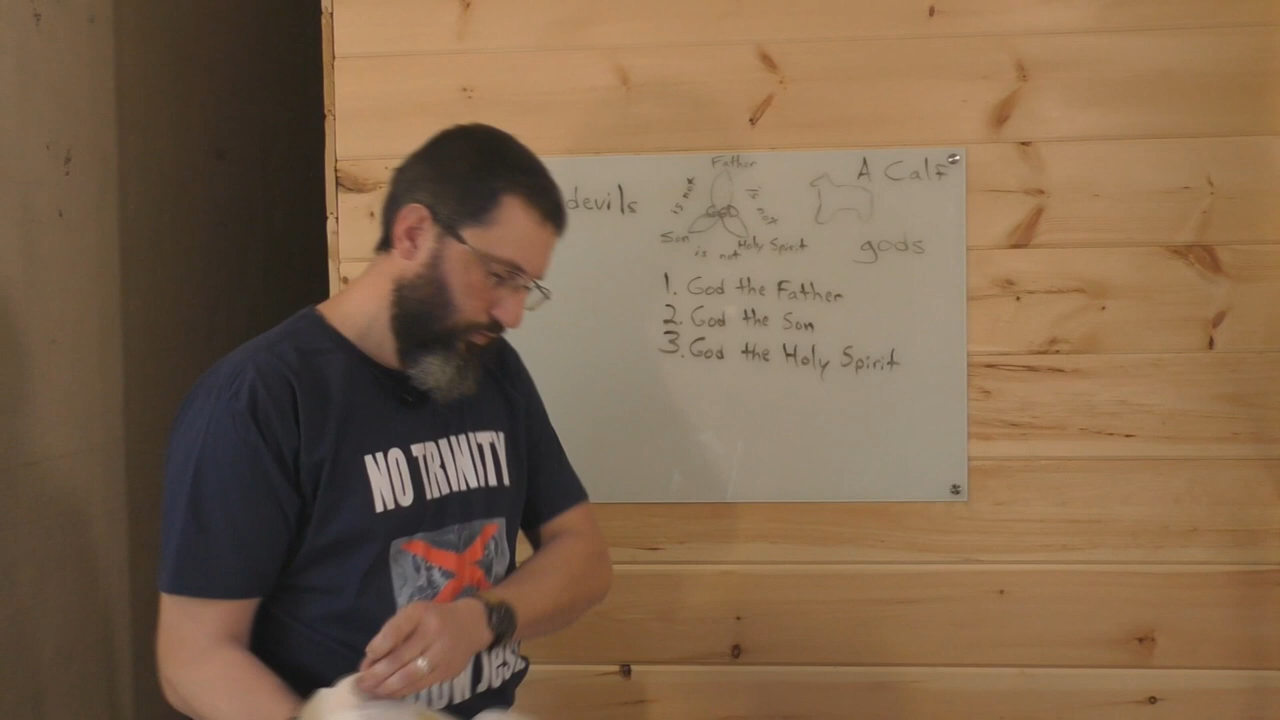 devils
Father
is not
is not
God
Son
Holy Spirit
is not
A Calf
gods
1. God the Father
2. God the Son
3. God the Holy Spirit
NO TRINITY